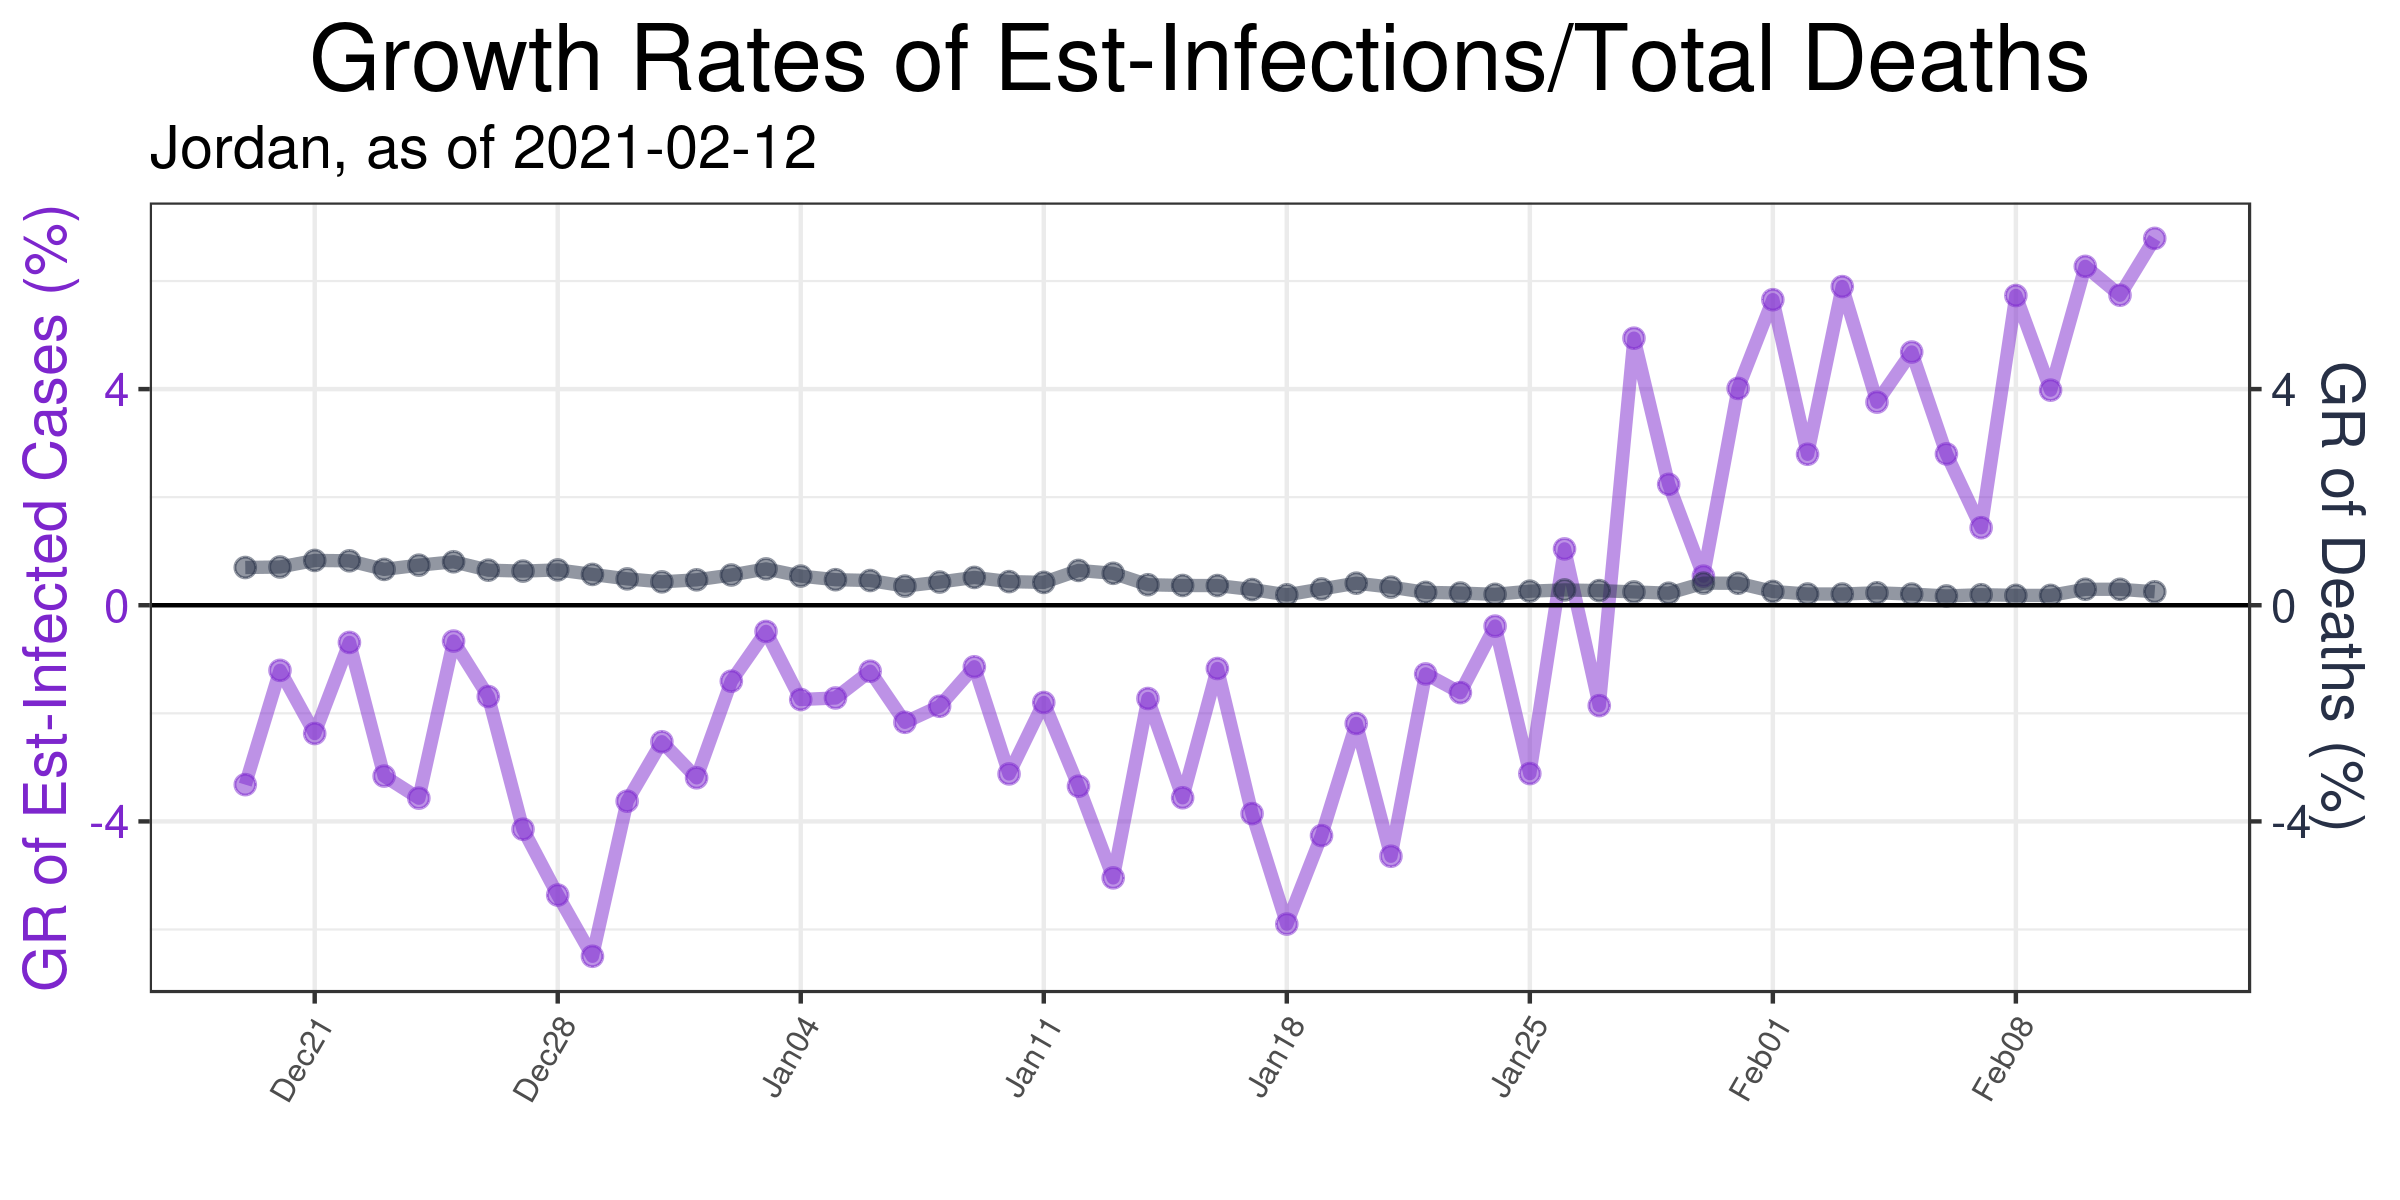 Growth Rates of Est-Infections/Total Deaths
Jordan, as of 2021-02-12
GR of Est-Infected Cases (%)
4
0
-4
4
0
-4
GR of Deaths (%)
Dec21
Dec28
Jan04
Jan11
Jan18
Jan25
Feb01
Feb08